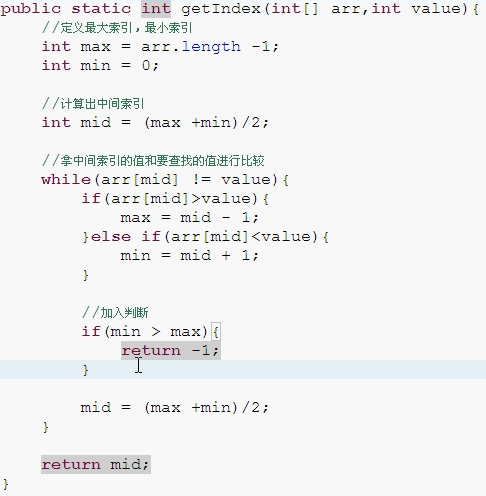 public static int getIndex(int[] arr,int value){
//定义最大索引，最小索引
int max = arr.length -1;
int min = 0;
//计算出中间索引
int mid = (max +min)/2;
//拿中间索引的值和要查找的值进行比较
while(arr[mid] != value){
if(arr[mid]>value){
max = mid - 1;
}else if(arr[mid]<value){
min = mid + 1;
}
//加入判断
if(min > max){
return -1;
}
mid = (max +min)/2;
}
return mid;
}